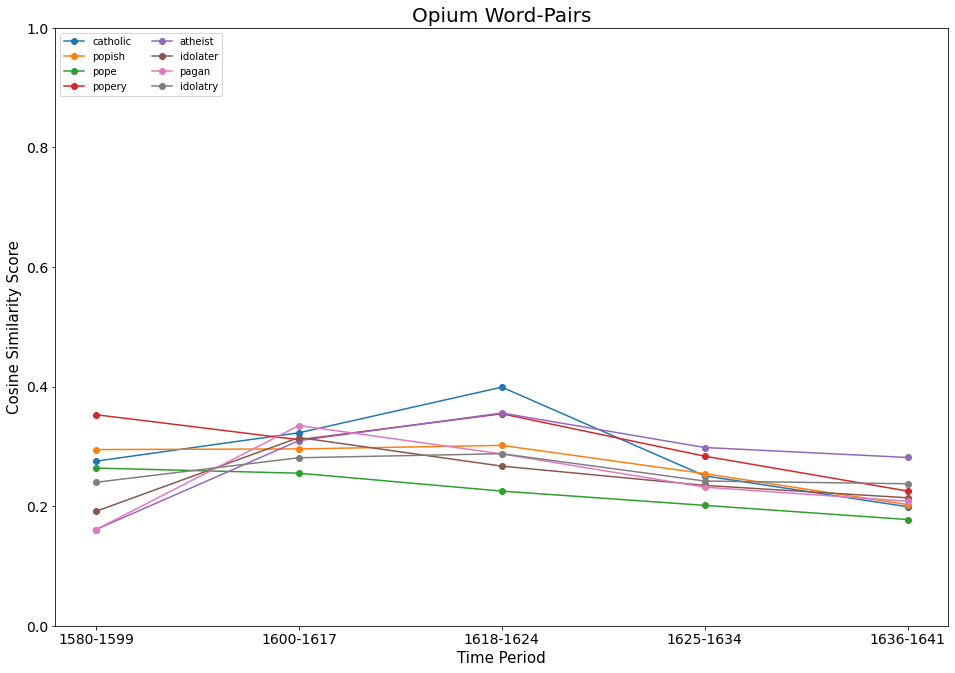 Opium Word-Pairs
catholic
popish
pope
popery
atheist
idolater
pagan
idolatry
Cosine Similarity Score
1.0
0.8
0.6
0.4
0.2
0.0
1580-1599
1600-1617
1618-1624
1625-1634
1636-1641
Time Period